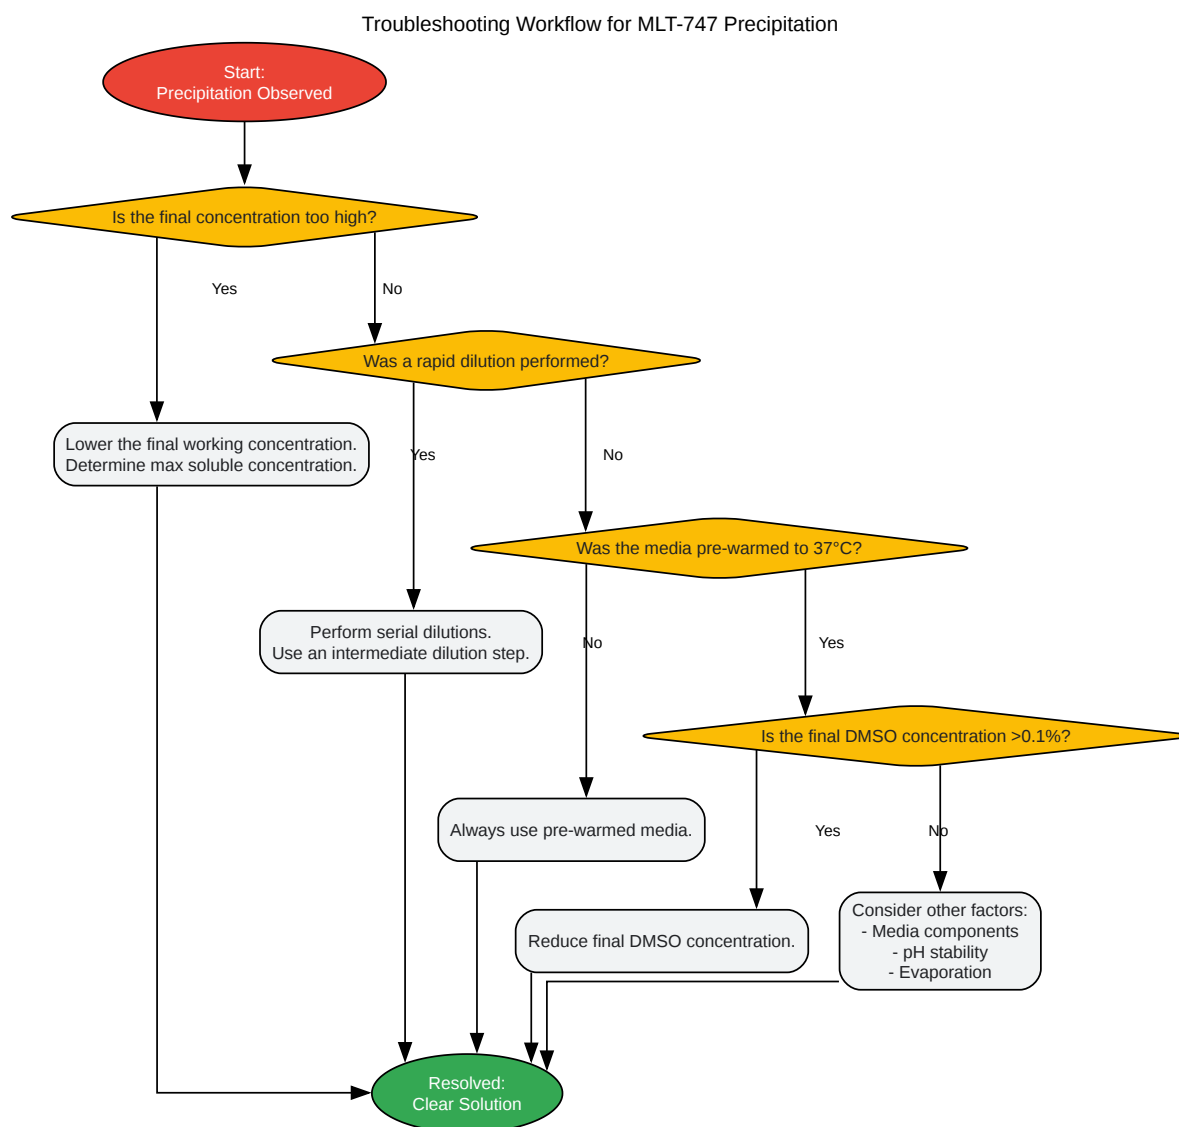 Troubleshooting Workflow for MLT-747 Precipitation
Start:
Precipitation Observed
Is the final concentration too high?
Yes
No
Was a rapid dilution performed?
Lower the final working concentration.
Determine max soluble concentration.
Yes
No
Was the media pre-warmed to 37°C?
Perform serial dilutions.
Use an intermediate dilution step.
No
Yes
Is the final DMSO concentration >0.1%?
Always use pre-warmed media.
Yes
No
Reduce final DMSO concentration.
Consider other factors:
- Media components
- pH stability
- Evaporation
Resolved:
Clear Solution